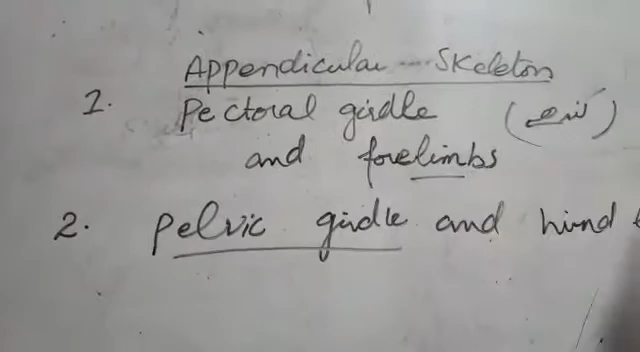 Appendicular Skeleton
1. Pectoral girdle
and forelimbs
2. Pelvic girdle and hind